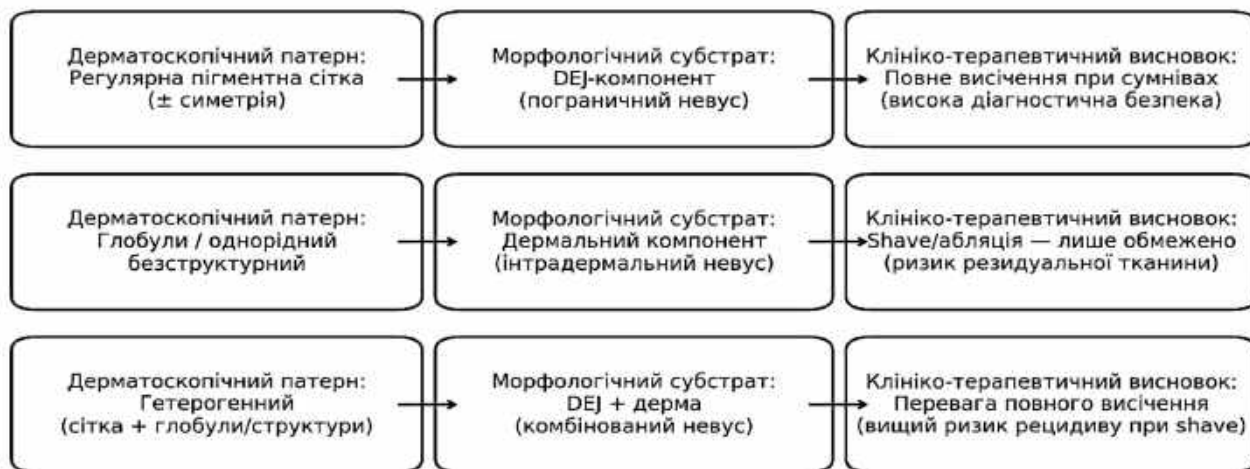 Дерматоскопічний патерн:
Регулярна пігментна сітка
(± симетрія)
Морфологічний субстрат:
DEJ-компонент
(пограничний невус)
Клініко-терапевтичний висновок:
Повне висічення при сумнівах
(висока діагностична безпека)
Дерматоскопічний патерн:
Глобули / однорідний
безструктурний
Морфологічний субстрат:
Дермальний компонент
(інтрадермальний невус)
Клініко-терапевтичний висновок:
Shave/абляція — лише обмежено
(ризик резидуальної тканини)
Дерматоскопічний патерн:
Гетерогенний
(сітка + глобули/структури)
Морфологічний субстрат:
DEJ + дерма
(комбінований невус)
Клініко-терапевтичний висновок:
Перевага повного висічення
(вищий ризик рецидиву при shave)